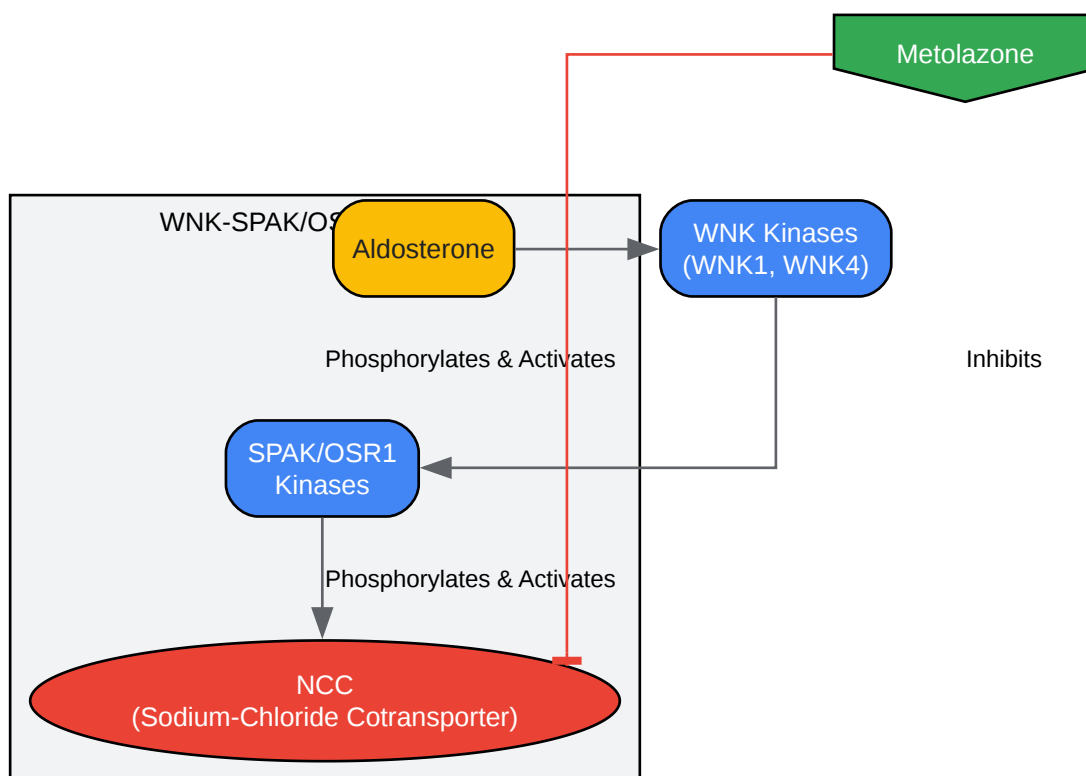 Metolazone
WNK-SPAK/OS
Aldosterone
WNK Kinases
(WNK1, WNK4)
Phosphorylates & Activates
Inhibits
SPAK/OSR1
Kinases
Phosphorylates & Activates
NCC
(Sodium-Chloride Cotransporter)